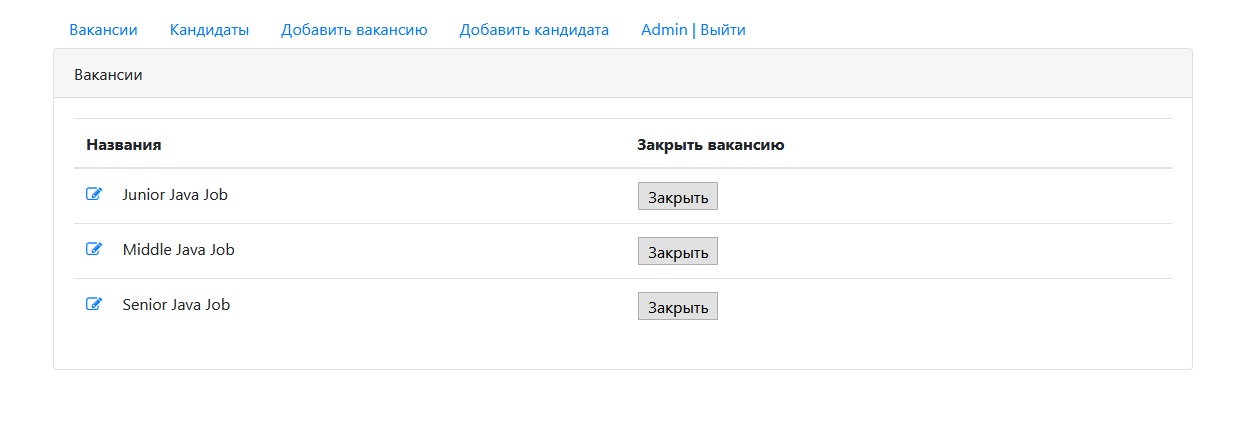 Вакансии Кандидаты Добавить вакансию Добавить кандидата Admin | Выйти
Вакансии
Названия Закрыть вакансию
Junior Java Job Закрыть
Middle Java Job Закрыть
Senior Java Job Закрыть